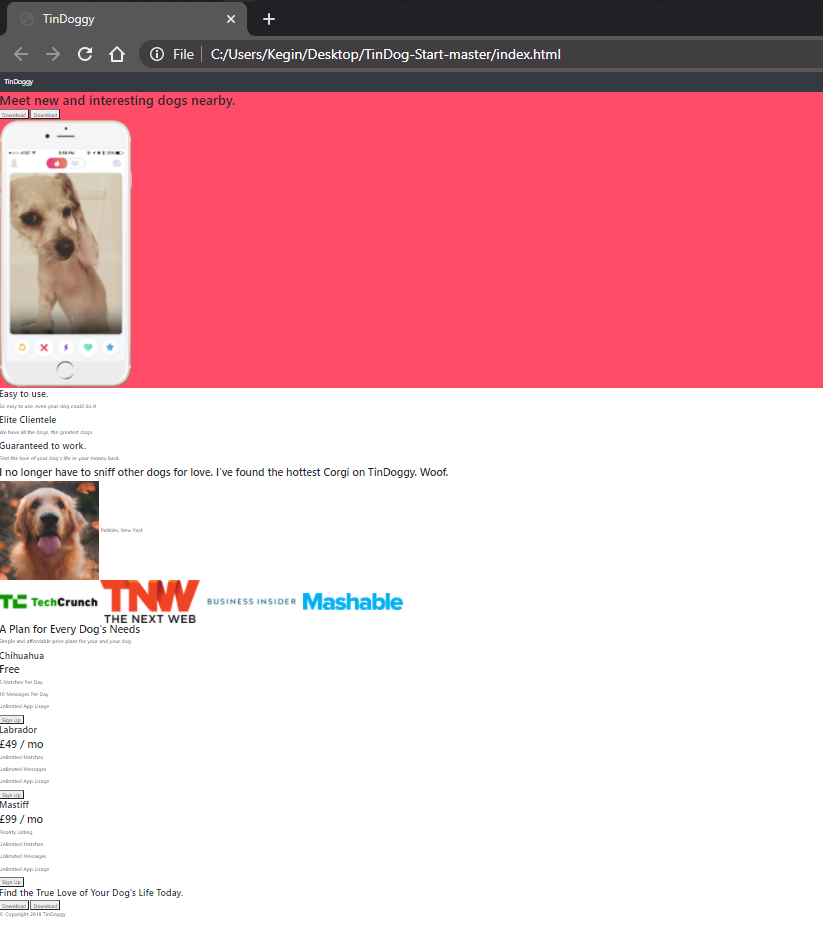 TinDoggy
File C:/Users/Kegin/Desktop/TinDog-Start-master/index.html
TinDoggy
Meet new and interesting dogs nearby.
Download Download
Easy to use.
So easy to use, even your dog could do it.
Elite Clientele
We have all the dogs, the greatest dogs.
Guaranteed to work.
Find the love of your dog's life or your money back.
I no longer have to sniff other dogs for love. I've found the hottest Corgi on TinDoggy. Woof.
Pebbles, New York
TC TechCrunch TNW THE NEXT WEB BUSINESS INSIDER Mashable
A Plan for Every Dog's Needs
Simple and affordable price plans for your and your dog.
Chihuahua
Free
5 Matches Per Day
10 Messages Per Day
Unlimited App Usage
Sign Up
Labrador
£49 / mo
Unlimited Matches
Unlimited Messages
Unlimited App Usage
Sign Up
Mastiff
£99 / mo
Unlimited Matches
Unlimited Messages
Unlimited App Usage
Sign Up
Find the True Love of Your Dog's Life Today.
Download Download
© Copyright 2018 TinDoggy